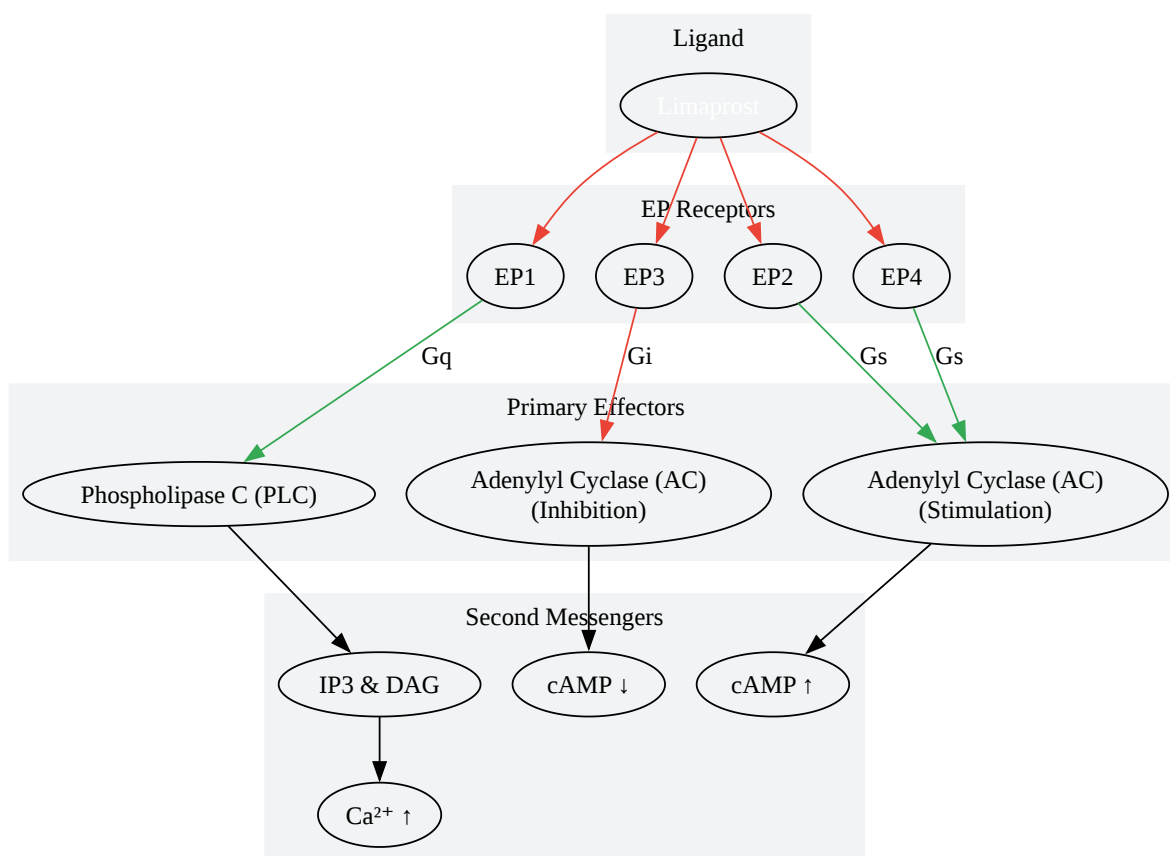 Ligand
Limaprost
EP Receptors
EP1
EP3
EP2
EP4
Gq
Gi
Gs
Gs
Primary Effectors
Phospholipase C (PLC)
Adenylyl Cyclase (AC)
(Inhibition)
Adenylyl Cyclase (AC)
(Stimulation)
Second Messengers
IP3 & DAG
cAMP ↓
cAMP ↑
Ca²⁺ ↑